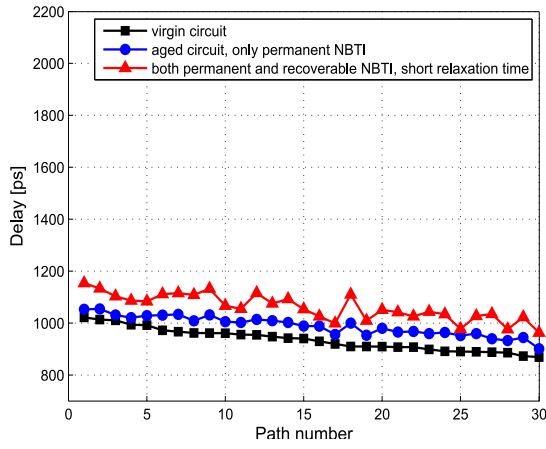 2200
2000
1800
1600
1400
1200
1000
800
Delay [ps]
virgin circuit
aged circuit, only permanent NBTI
both permanent and recoverable NBTI, short relaxation time
0 5 10 15 20 25 30
Path number